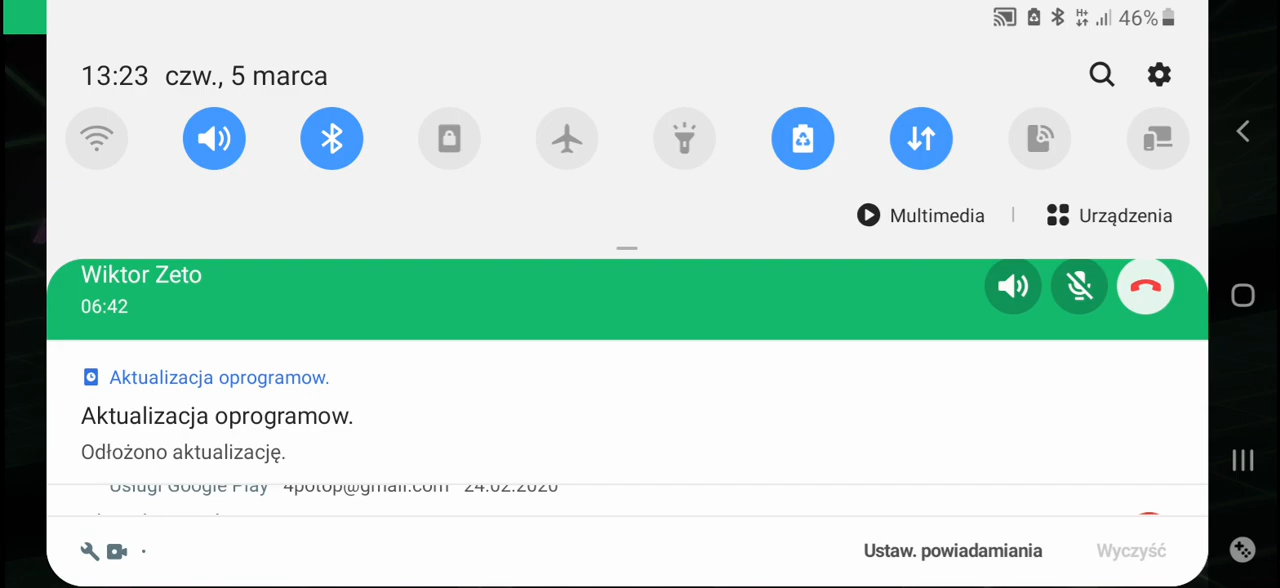 46%
13:23 czw., 5 marca
Multimedia | Urządzenia
Wiktor Zeto
06:42
Aktualizacja oprogramow.
Aktualizacja oprogramow.
Odłożono aktualizację.
Usługi Google Play 4potop@gmail.com 24.02.2020
Ustaw. powiadamiania Wyczyść